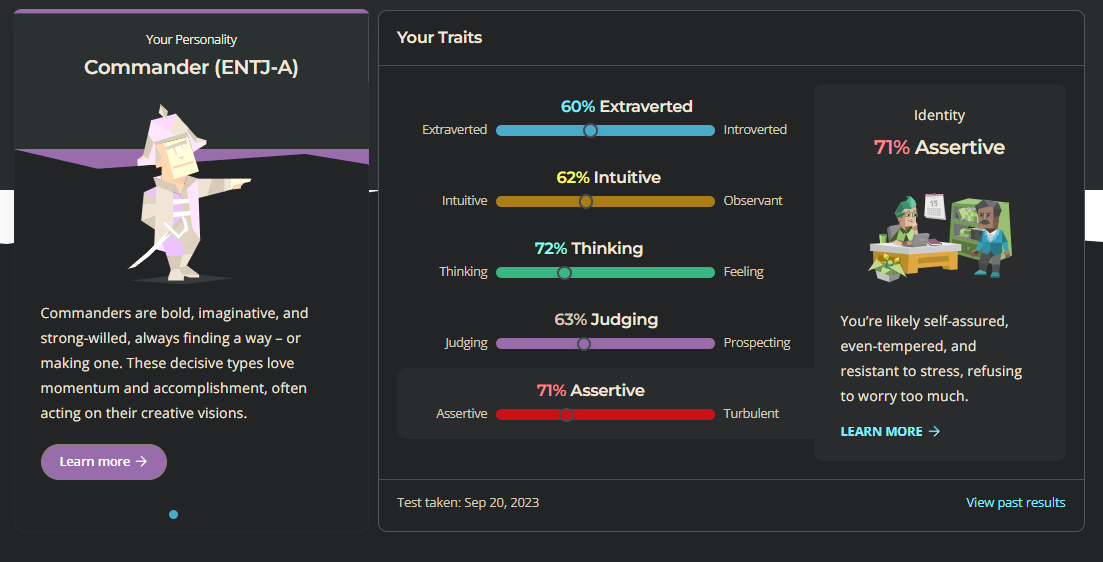 Your Personality
Commander (ENTJ-A)
Commanders are bold, imaginative, and
strong-willed, always finding a way – or
making one. These decisive types love
momentum and accomplishment, often
acting on their creative visions.
Learn more →
Your Traits
60% Extraverted
Extraverted Introverted
62% Intuitive
Intuitive Observant
72% Thinking
Thinking Feeling
63% Judging
Judging Prospecting
71% Assertive
Assertive Turbulent
Identity
71% Assertive
15
You’re likely self-assured,
even-tempered, and
resistant to stress, refusing
to worry too much.
LEARN MORE →
Test taken: Sep 20, 2023
View past results